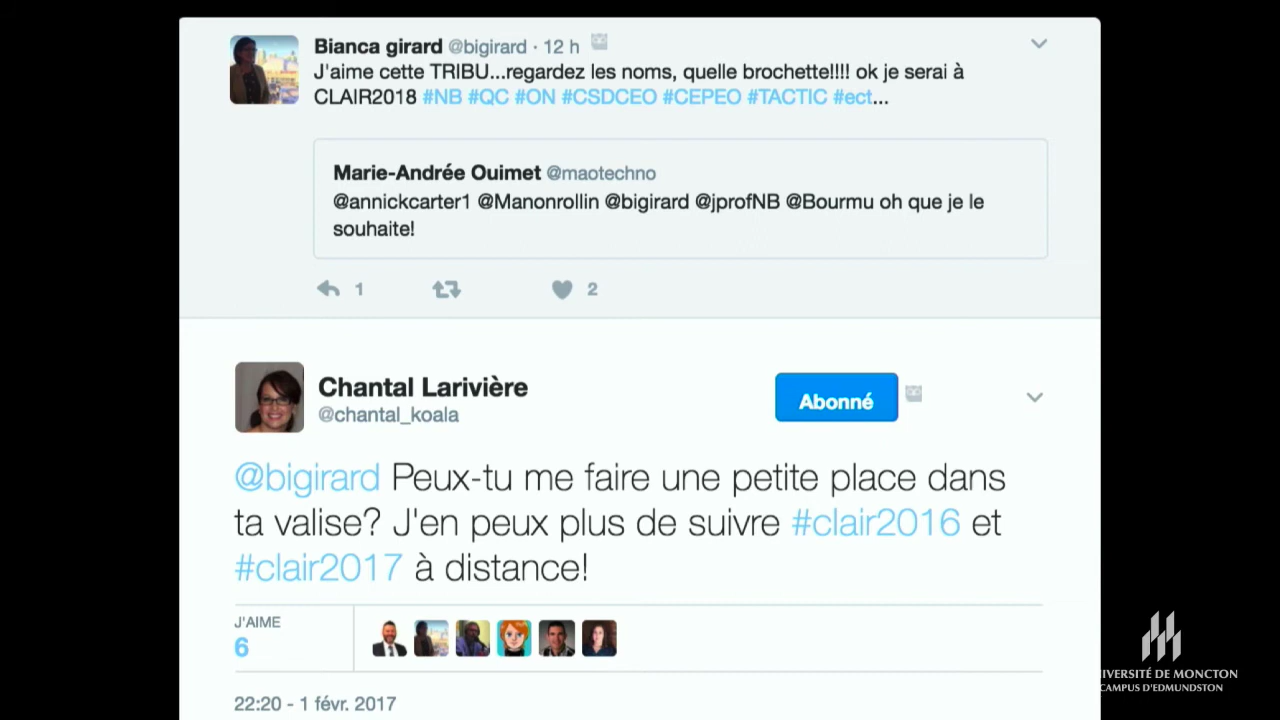 Bianca girard @bigirard · 12 h
J'aime cette TRIBU...regardez les noms, quelle brochette!!!! ok je serai à
CLAIR2018 #NB #QC #ON #CSDCEO #CEPEO #TACTIC #ect...
Marie-Andrée Ouimet @maotechno
@annickcarter1 @Manonrollin @bigirard @jprofNB @Bourmu oh que je le
souhaite!
1 2
Chantal Larivière
@chantal_koala
Abonné
@bigirard Peux-tu me faire une petite place dans
ta valise? J'en peux plus de suivre #clair2016 et
#clair2017 à distance!
J'AIME
6
22:20 - 1 févr. 2017
IVERSITÉ DE MONCTON
CAMPUS D'EDMUNDSTON